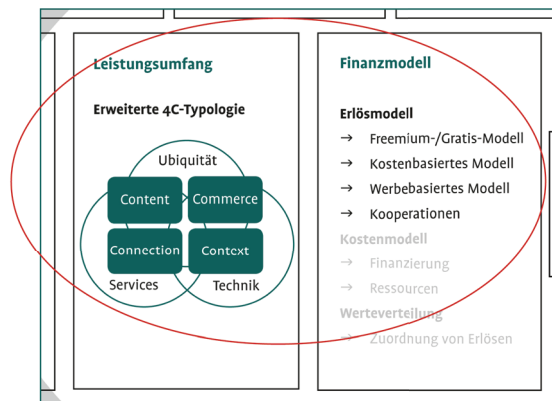 Leistungsumfang
Erweiterte 4C-Typologie
Ubiquität
Content
Commerce
Connection
Context
Services
Technik
Finanzmodell
Erlösmodell
→ Freemium-/Gratis-Modell
→ Kostenbasiertes Modell
→ Werbebasiertes Modell
→ Kooperationen
Kostenmodell
→ Finanzierung
→ Ressourcen
Werteverteilung
→ Zuordnung von Erlösen